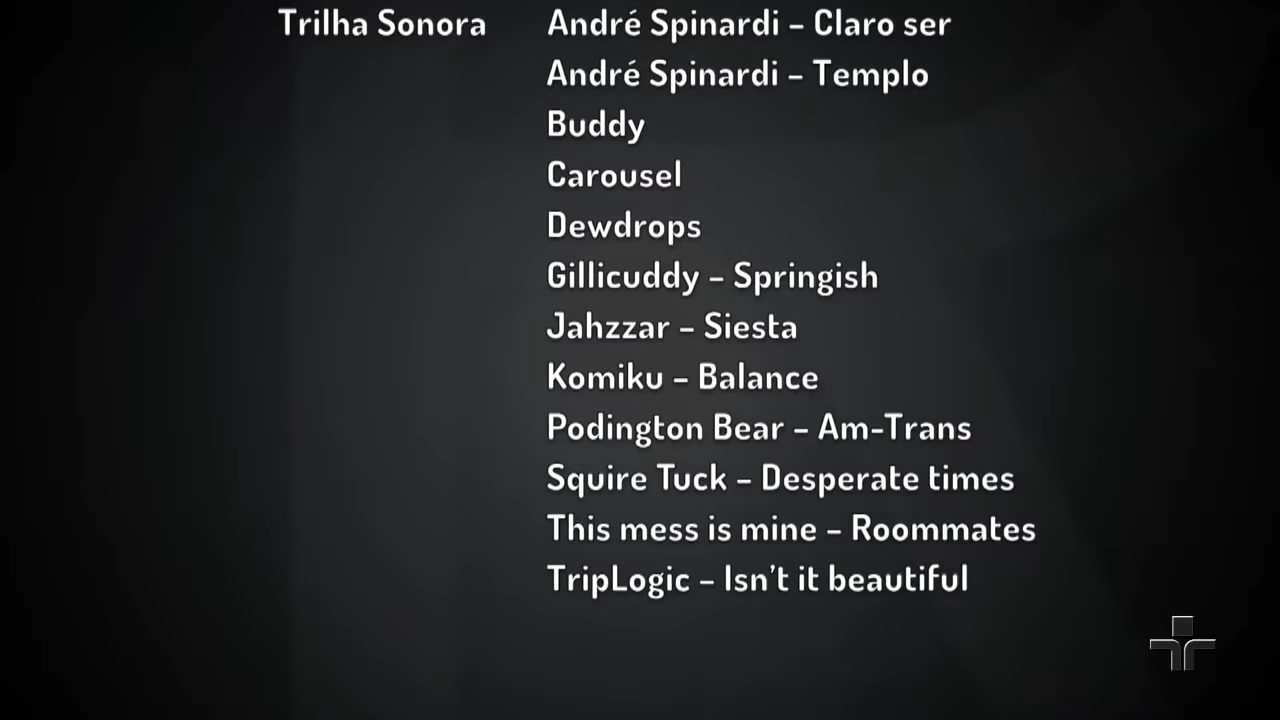 Trilha Sonora André Spinardi – Claro ser
André Spinardi – Templo
Buddy
Carousel
Dewdrops
Gillicuddy – Springish
Jahzzar – Siesta
Komiku – Balance
Podington Bear – Am-Trans
Squire Tuck – Desperate times
This mess is mine – Roommates
TripLogic – Isn’t it beautiful